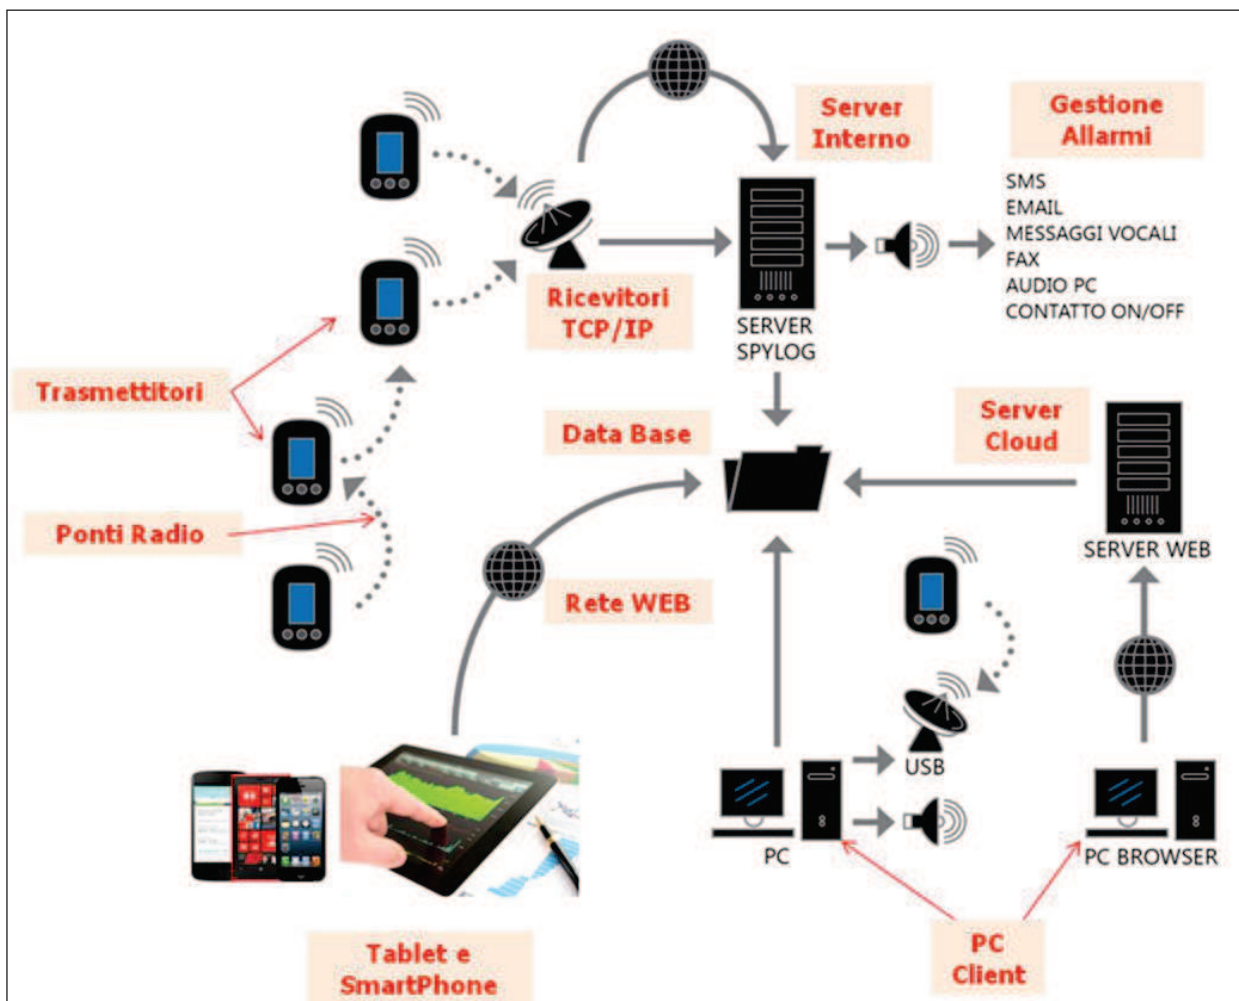 Server
Interno
Gestione
Allarmi
SMS
EMAIL
MESSAGGI VOCALI
FAX
AUDIO PC
CONTATTO ON/OFF
Ricevitori
TCP/IP
SERVER
SPYLOG
Trasmettitori
Data Base
Server
Cloud
Ponti Radio
SERVER WEB
Rete WEB
USB
PC
PC BROWSER
Tablet e
SmartPhone
PC
Client